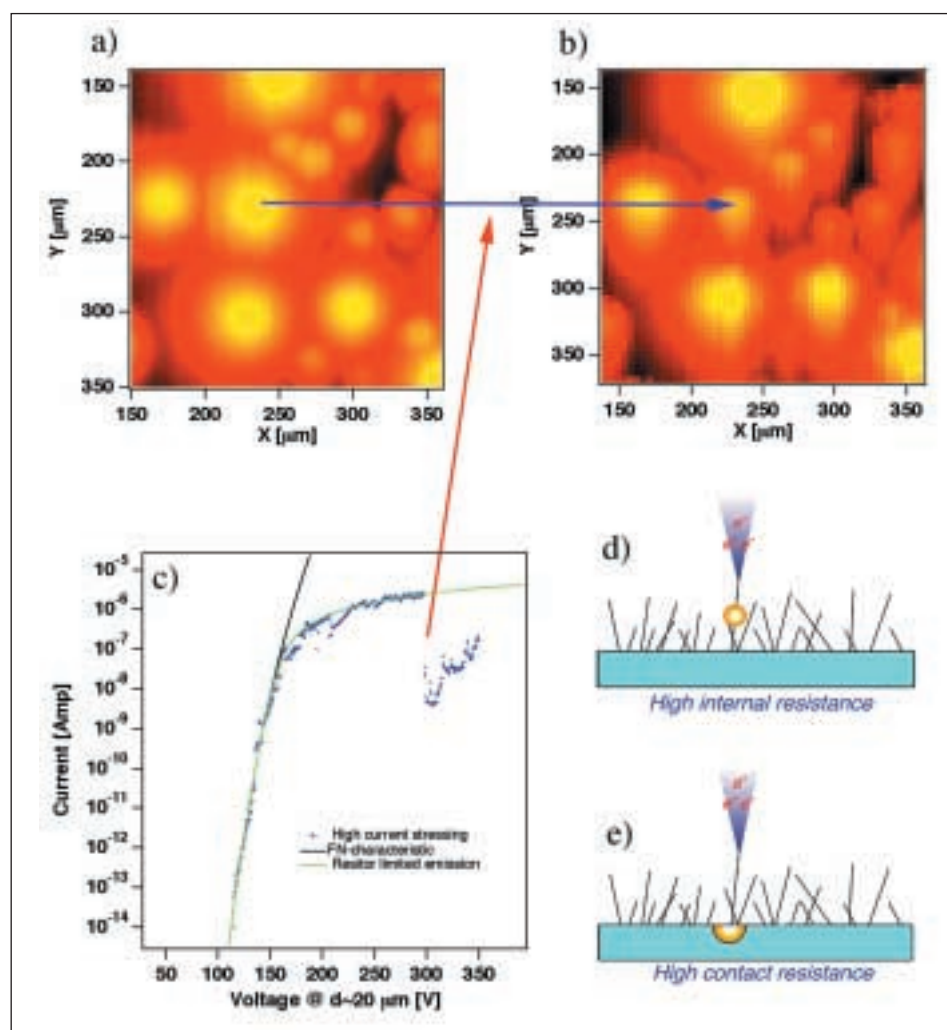 a)
b)
150
200
250
300
350
Y [µm]
150
200
250
300
350
X [µm]
150
200
250
300
350
Y [µm]
150
200
250
300
350
X [µm]
c)
10-5
10-6
10-7
10-8
10-9
10-10
10-11
10-12
10-13
10-14
Current [Amp]
High current stressing
FN-characteristic
Resitor limited emission
50
100
150
200
250
300
350
Voltage @ d~20 µm [V]
d)
High internal resistance
e)
High contact resistance